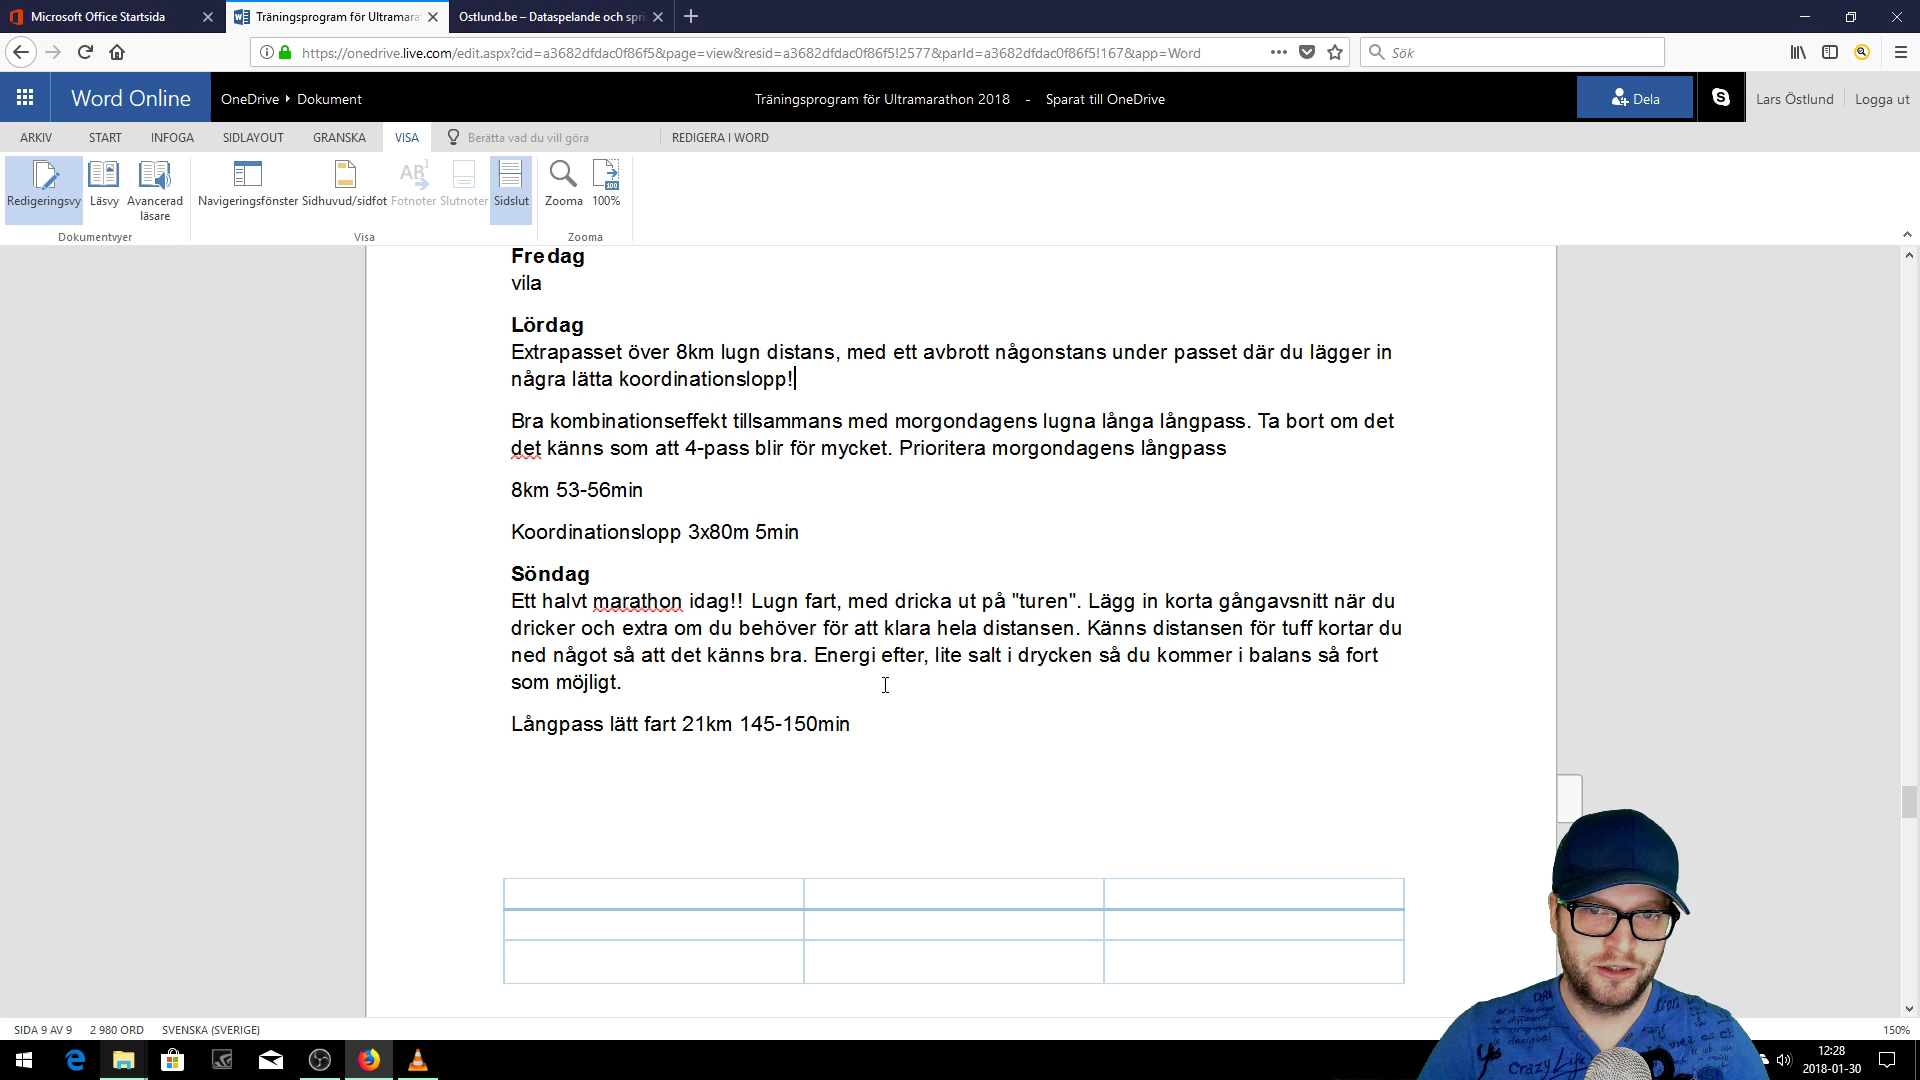 Microsoft Office Startsida
Träningsprogram för Ultramara
Ostlund.be – Dataspelande och spri
https://onedrive.live.com/edit.aspx?cid=a3682dfdac0f86f5&page=view&resid=a3682dfdac0f86f5!2577&parId=a3682dfdac0f86f5!167&app=Word
Sök
Word Online
OneDrive
Dokument
Träningsprogram för Ultramarathon 2018 - Sparat till OneDrive
Dela
Lars Östlund
Logga ut
ARKIV
START
INFOGA
SIDLAYOUT
GRANSKA
VISA
Berätta vad du vill göra
REDIGERA I WORD
Redigeringsvy
Läsvy
Avancerad
läsare
Navigeringsfönster
Sidhuvud/sidfot
AB1
Fotnoter
Slutnoter
Sidslut
Zooma
100
100%
Dokumentvyer
Visa
Zooma
Fredag
vila
Lördag
Extrapasset över 8km lugn distans, med ett avbrott någonstans under passet där du lägger in
några lätta koordinationslopp!
Bra kombinationseffekt tillsammans med morgondagens lugna långa långpass. Ta bort om det
det känns som att 4-pass blir för mycket. Prioritera morgondagens långpass
8km 53-56min
Koordinationslopp 3x80m 5min
Söndag
Ett halvt marathon idag!! Lugn fart, med dricka ut på "turen". Lägg in korta gångavsnitt när du
dricker och extra om du behöver för att klara hela distansen. Känns distansen för tuff kortar du
ned något så att det känns bra. Energi efter, lite salt i drycken så du kommer i balans så fort
som möjligt.
Långpass lätt fart 21km 145-150min
SIDA 9 AV 9
2 980 ORD
SVENSKA (SVERIGE)
150%
12:28
2018-01-30
Crazy Life